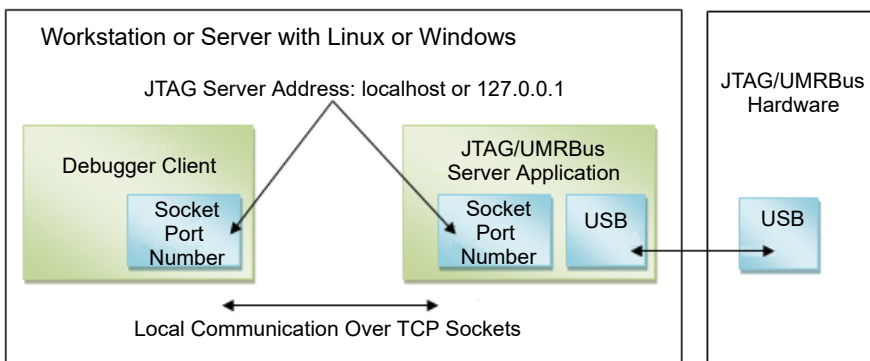 Workstation or Server with Linux or Windows
JTAG Server Address: localhost or 127.0.0.1
Debugger Client
Socket
Port
Number
JTAG/UMRBus
Server Application
Socket
Port
Number
USB
Local Communication Over TCP Sockets
JTAG/UMRBus
Hardware
USB